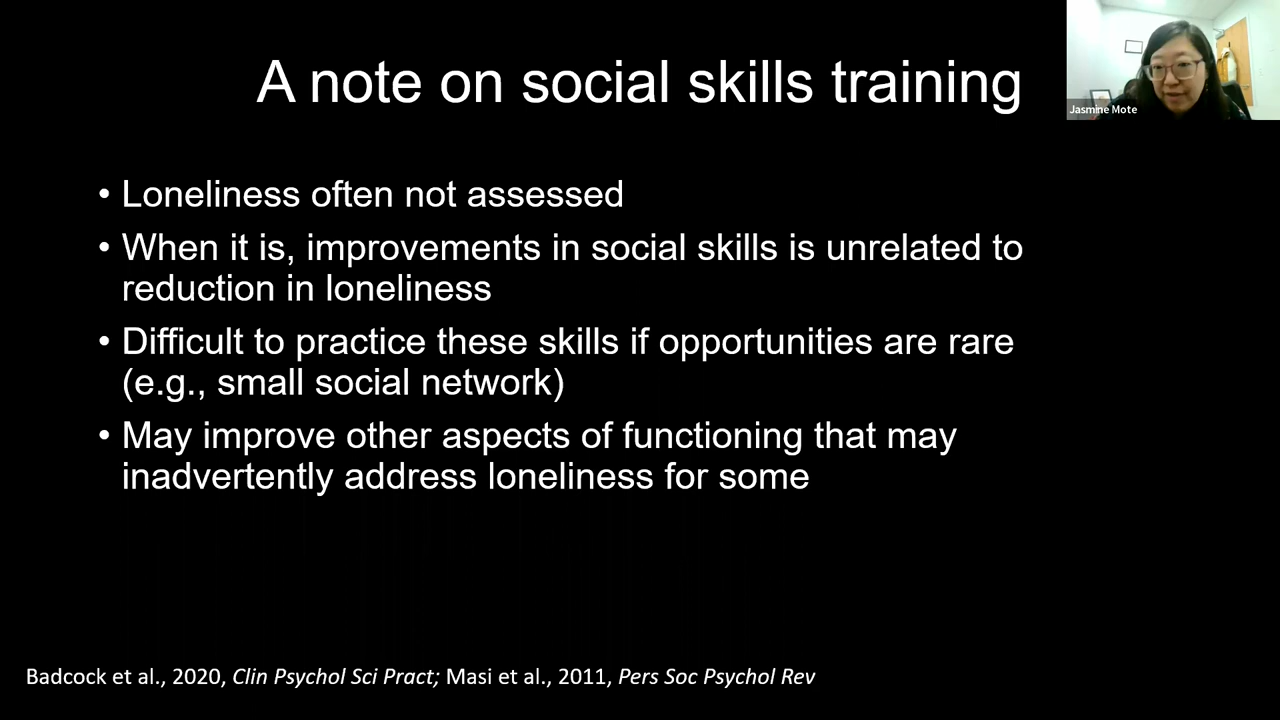 A note on social skills training
Jasmine Mote
• Loneliness often not assessed
• When it is, improvements in social skills is unrelated to
reduction in loneliness
• Difficult to practice these skills if opportunities are rare
(e.g., small social network)
• May improve other aspects of functioning that may
inadvertently address loneliness for some
Badcock et al., 2020, Clin Psychol Sci Pract; Masi et al., 2011, Pers Soc Psychol Rev